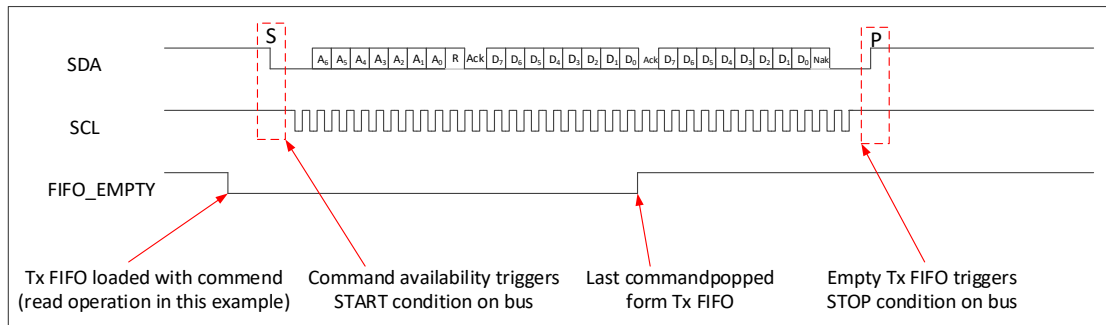 S
P
SDA
A6 A5 A4 A3 A2 A1 A0 R Ack D7 D6 D5 D4 D3 D2 D1 D0 Ack D7 D6 D5 D4 D3 D2 D1 D0 Nak
SCL
FIFO_EMPTY
Tx FIFO loaded with commend
(read operation in this example)
Command availability triggers
START condition on bus
Last commandpopped
form Tx FIFO
Empty Tx FIFO triggers
STOP condition on bus